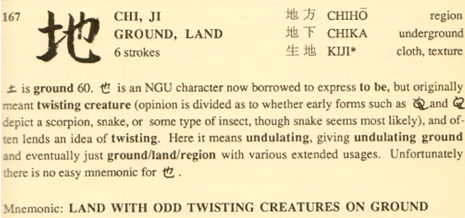 167 地 CHI, JI 地方 CHIHŌ region
GROUND, LAND 地下 CHIKA underground
6 strokes 生地 KIJI* cloth, texture
土 is ground 60. 也 is an NGU character now borrowed to express to be, but originally
meant twisting creature (opinion is divided as to whether early forms such as and
depict a scorpion, snake, or some type of insect, though snake seems most likely), and of-
ten lends an idea of twisting. Here it means undulating, giving undulating ground
and eventually just ground/land/region with various extended usages. Unfortunately
there is no easy mnemonic for 也 .
Mnemonic: LAND WITH ODD TWISTING CREATURES ON GROUND